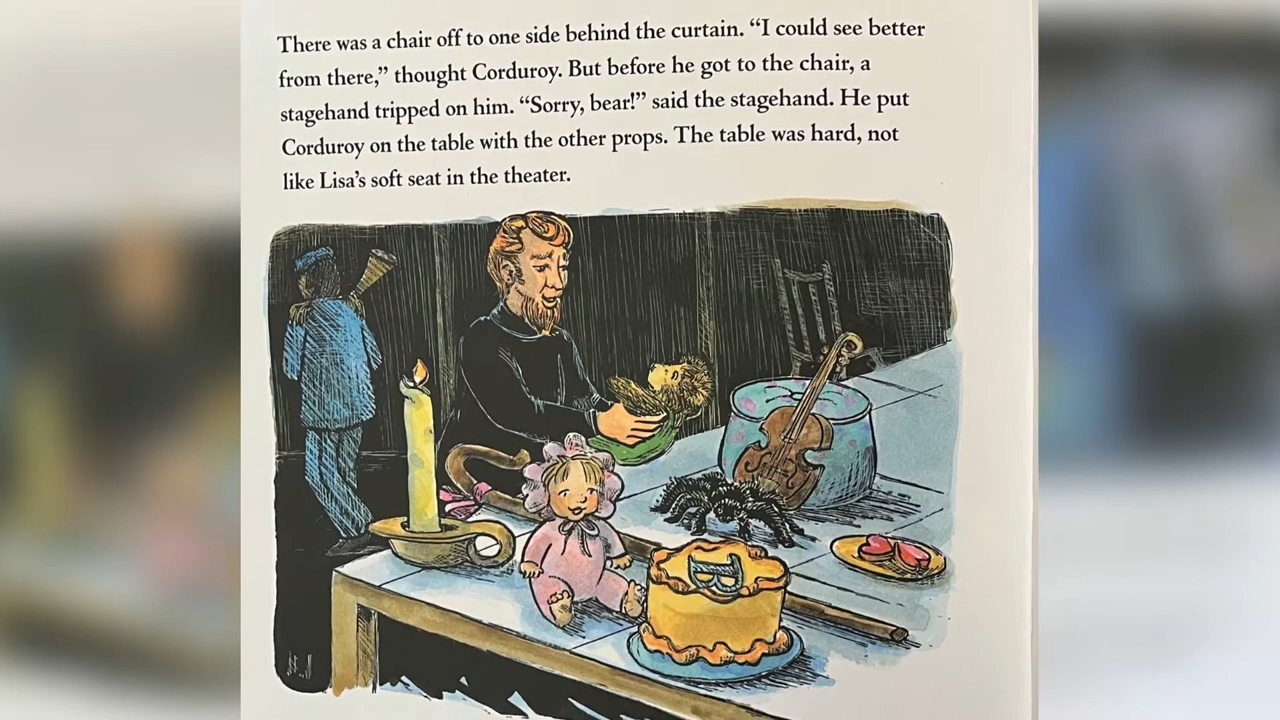 There was a chair off to one side behind the curtain. “I could see better
from there,” thought Corduroy. But before he got to the chair, a
stagehand tripped on him. “Sorry, bear!” said the stagehand. He put
Corduroy on the table with the other props. The table was hard, not
like Lisa’s soft seat in the theater.
B